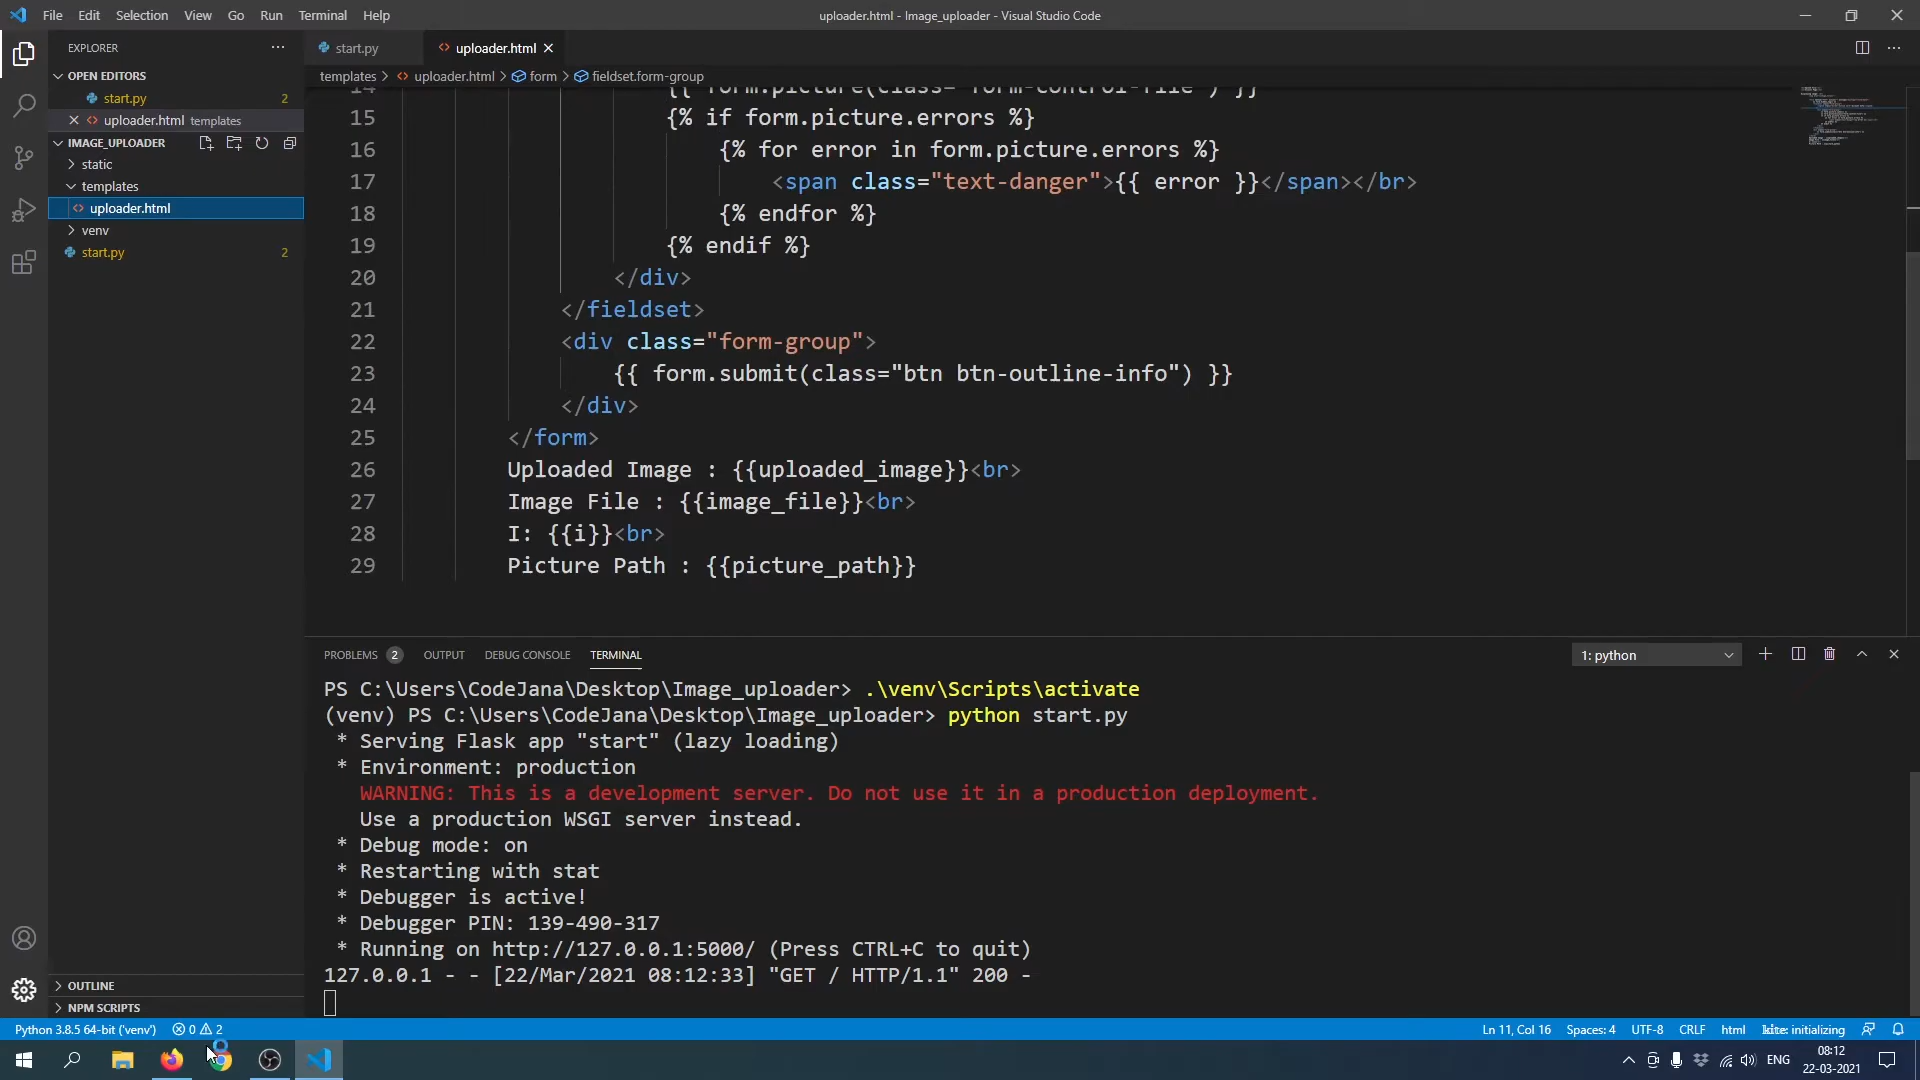 File Edit Selection View Go Run Terminal Help
uploader.html - Image_uploader - Visual Studio Code
EXPLORER
OPEN EDITORS
start.py 2
uploader.html templates
IMAGE_UPLOADER
static
templates
uploader.html
venv
start.py 2
OUTLINE
NPM SCRIPTS
start.py
uploader.html
templates > uploader.html > form > fieldset.form-group
14 {{ form.picture(class="form-control-file") }}
15 {% if form.picture.errors %}
16 {% for error in form.picture.errors %}
17 <span class="text-danger">{{ error }}</span></br>
18 {% endfor %}
19 {% endif %}
20 </div>
21 </fieldset>
22 <div class="form-group">
23 {{ form.submit(class="btn btn-outline-info") }}
24 </div>
25 </form>
26 Uploaded Image : {{uploaded_image}}<br>
27 Image File : {{image_file}}<br>
28 I: {{i}}<br>
29 Picture Path : {{picture_path}}
PROBLEMS 2 OUTPUT DEBUG CONSOLE TERMINAL
1: python
PS C:\Users\CodeJana\Desktop\Image_uploader> .\venv\Scripts\activate
(venv) PS C:\Users\CodeJana\Desktop\Image_uploader> python start.py
* Serving Flask app "start" (lazy loading)
* Environment: production
WARNING: This is a development server. Do not use it in a production deployment.
Use a production WSGI server instead.
* Debug mode: on
* Restarting with stat
* Debugger is active!
* Debugger PIN: 139-490-317
* Running on http://127.0.0.1:5000/ (Press CTRL+C to quit)
127.0.0.1 - - [22/Mar/2021 08:12:33] "GET / HTTP/1.1" 200 -
Python 3.8.5 64-bit ('venv') 0 2
Ln 11, Col 16 Spaces: 4 UTF-8 CRLF html kite: initializing
ENG
08:12
22-03-2021